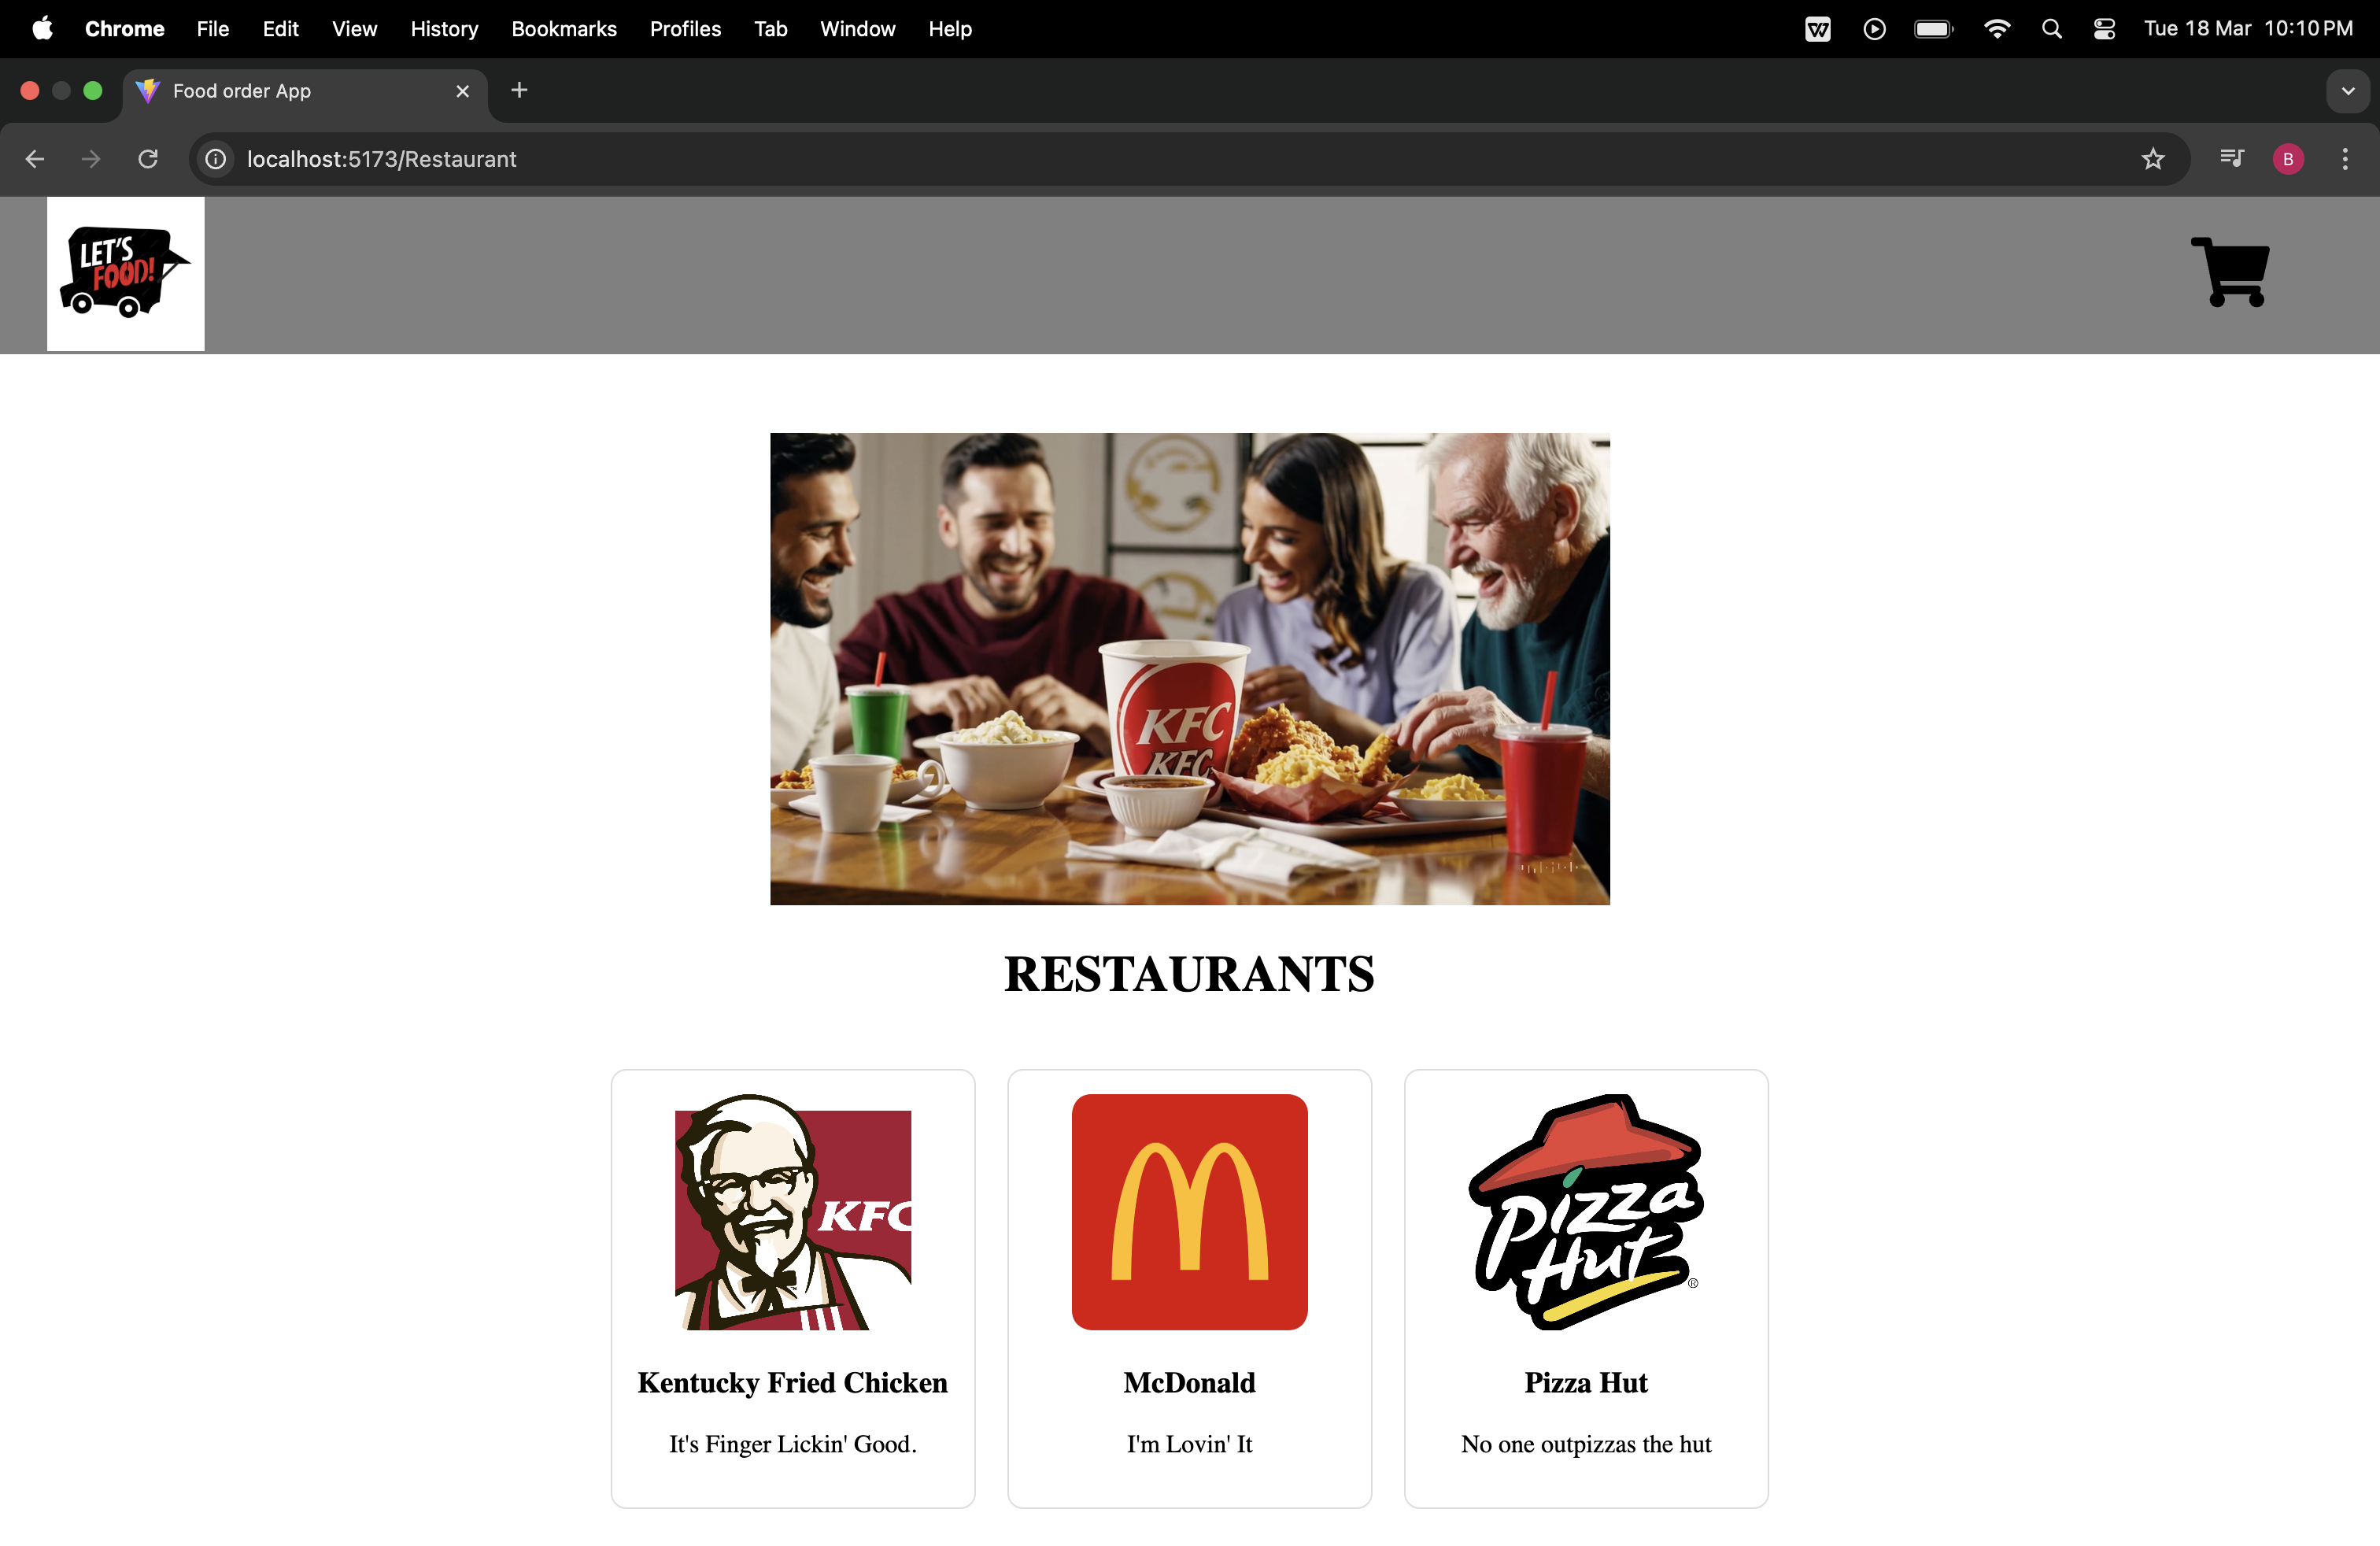 Chrome File Edit View History Bookmarks Profiles Tab Window Help Tue 18 Mar 10:10 PM
Food order App
localhost:5173/Restaurant
B
LET'S
FOOD!
KFC
KFC
RESTAURANTS
KFC
Pizza
Hut
®
Kentucky Fried Chicken
McDonald
Pizza Hut
It's Finger Lickin' Good.
I'm Lovin' It
No one outpizzas the hut